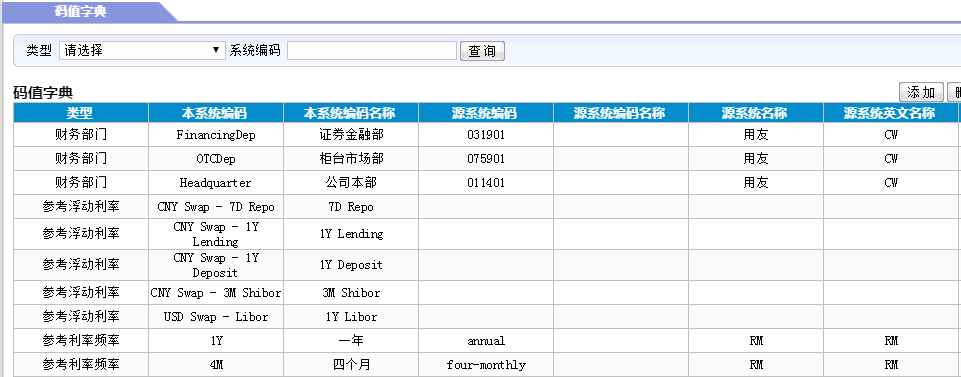 码值字典
类型 请选择 系统编码 查询
码值字典 添加
类型 本系统编码 本系统编码名称 源系统编码 源系统编码名称 源系统名称 源系统英文名称
财务部门 FinancingDep 证券金融部 031901 用友 CW
财务部门 OTCDep 柜台市场部 075901 用友 CW
财务部门 Headquarter 公司本部 011401 用友 CW
参考浮动利率 CNY Swap - 7D Repo 7D Repo
参考浮动利率 CNY Swap - 1Y Lending 1Y Lending
参考浮动利率 CNY Swap - 1Y Deposit 1Y Deposit
参考浮动利率 CNY Swap - 3M Shibor 3M Shibor
参考浮动利率 USD Swap - Libor 1Y Libor
参考利率频率 1Y 一年 annual RM RM
参考利率频率 4M 四个月 four-monthly RM RM